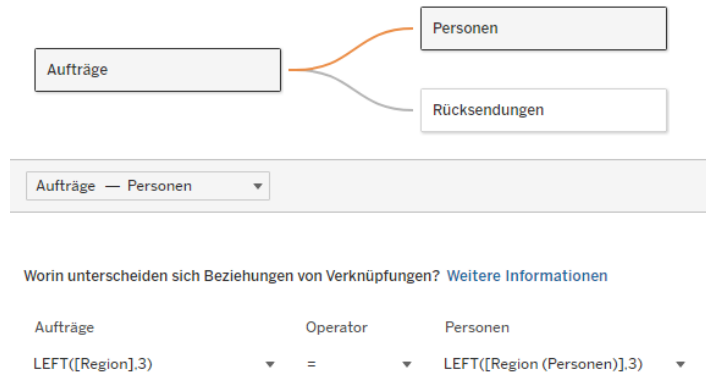 Personen
Aufträge
Rücksendungen
Aufträge — Personen
Worin unterscheiden sich Beziehungen von Verknüpfungen? Weitere Informationen
Aufträge Operator Personen
LEFT([Region],3) = LEFT([Region (Personen)],3)